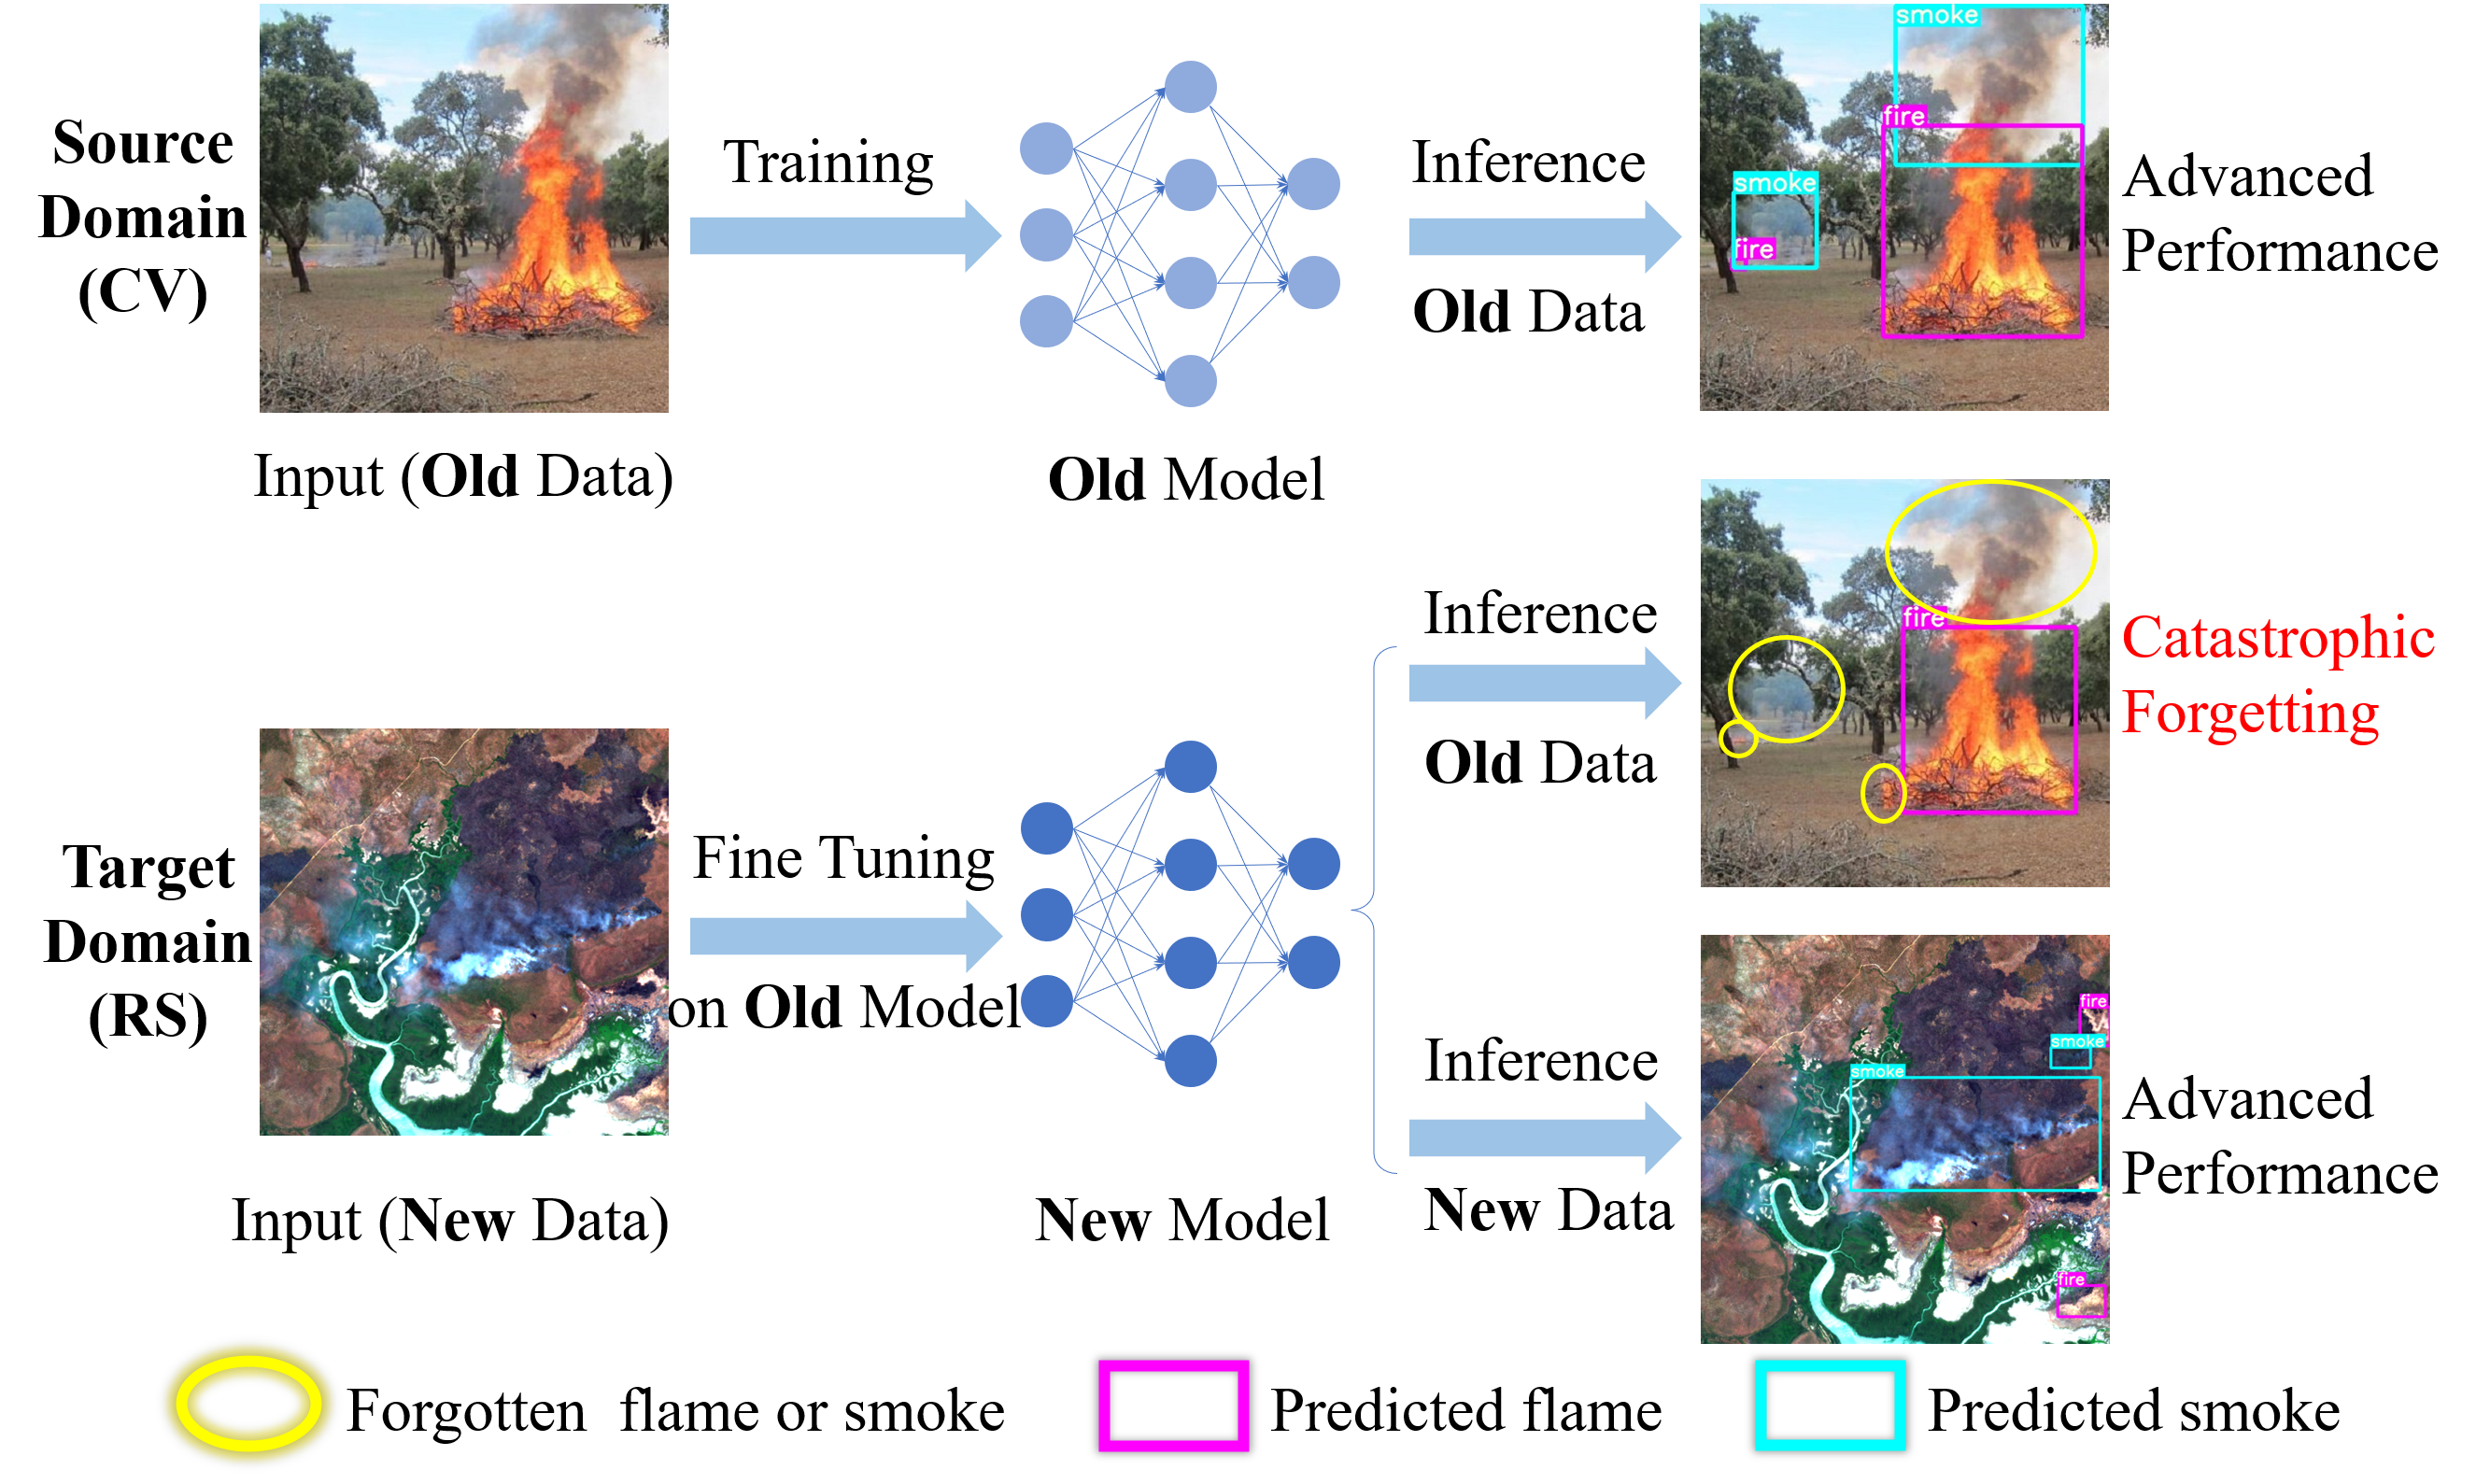 Source
Domain
(CV)
Input (Old Data)
Training
Old Model
Inference
Old Data
smoke
fire
smoke
fire
Advanced
Performance
Target
Domain
(RS)
Input (New Data)
Fine Tuning
on Old Model
New Model
Inference
Old Data
fire
Catastrophic
Forgetting
Inference
New Data
fire
smoke
smoke
fire
Advanced
Performance
Forgotten flame or smoke
Predicted flame
Predicted smoke